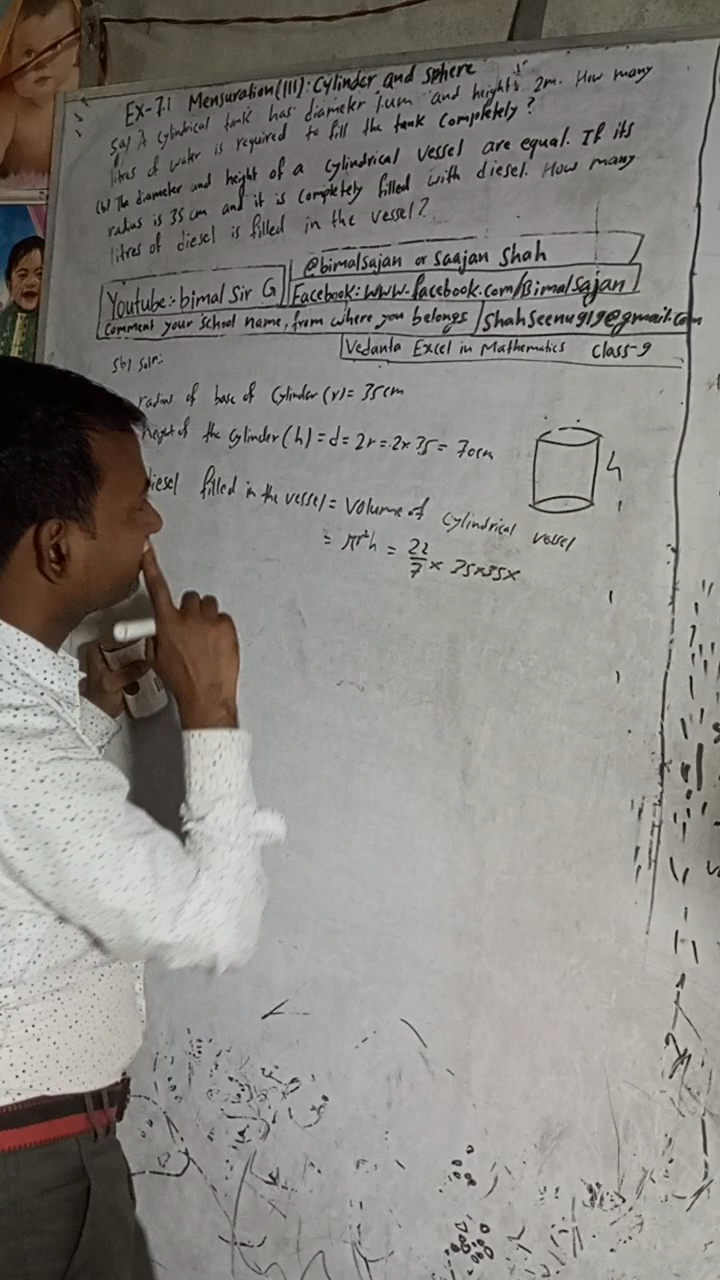 Ex-7.1 Mensuration(III): Cylinder and sphere
5a) A cylindrical tank has diameter and height is 2m. How many
litres of water is required to fill the tank completely?
(b) The diameter and height of a cylindrical vessel are equal. If its
radius is 35 cm and it is completely filled with diesel. How many
litres of diesel is filled in the vessel?
@bimalsajan or saajan shah
Youtube:- bimal Sir G
Facebook: www.facebook.com/Bimalsajan
comment your school name, from where you belongs
Shahseenu919@gmail.com
Vedanta Excel in Mathematics class-9
5b) Soln:
radius of base of cylinder (r) = 35cm
height of the cylinder (h) = d = 2r = 2×35 = 70cm
diesel filled in the vessel = volume of cylindrical vessel
= πr²h = 22/7 × 35×35×
h